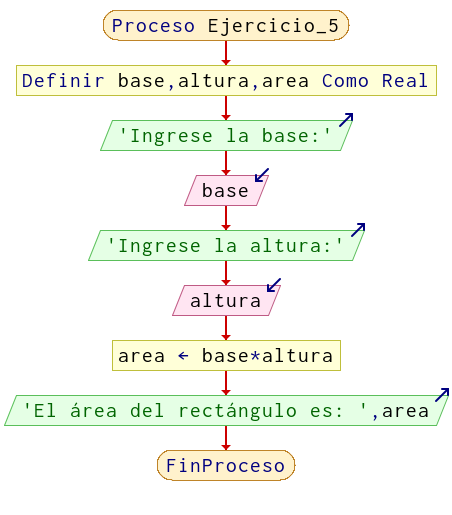 Proceso Ejercicio_5
Definir base,altura,area Como Real
'Ingrese la base:'
base
'Ingrese la altura:'
altura
area ← base*altura
'El área del rectángulo es: ',area
FinProceso